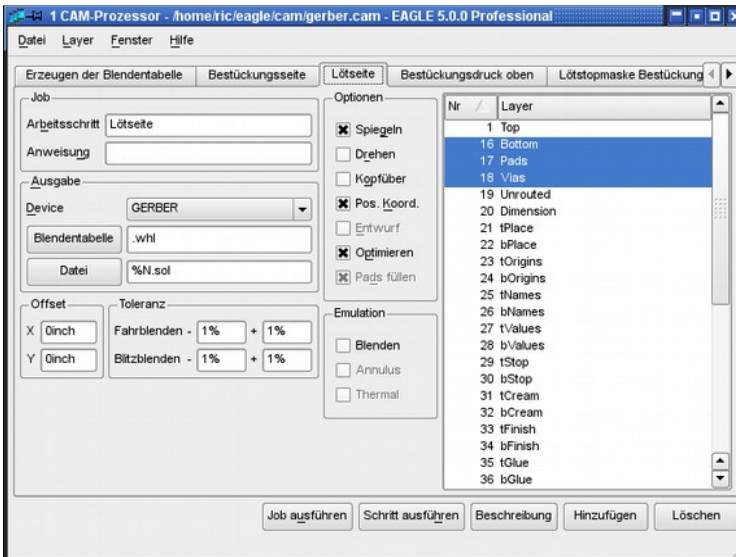 1 CAM-Prozessor - /home/ric/eagle/cam/gerber.cam - EAGLE 5.0.0 Professional
Datei Layer Fenster Hilfe
Erzeugen der Blendentabelle Bestückungsseite Lötseite Bestückungsdruck oben Lötstopmaske Bestückung
Job
Arbeitsschritt Lötseite
Anweisung
Ausgabe
Device GERBER
Blendentabelle .whl
Datei %N.sol
Offset
X 0inch
Y 0inch
Toleranz
Fahrblenden - 1% + 1%
Blitzblenden - 1% + 1%
Optionen
Spiegeln
Drehen
Kopfüber
Pos. Koord.
Entwurf
Optimieren
Pads füllen
Emulation
Blenden
Annulus
Thermal
Nr Layer
1 Top
16 Bottom
17 Pads
18 Vias
19 Unrouted
20 Dimension
21 tPlace
22 bPlace
23 tOrigins
24 bOrigins
25 tNames
26 bNames
27 tValues
28 bValues
29 tStop
30 bStop
31 tCream
32 bCream
33 tFinish
34 bFinish
35 tGlue
36 bGlue
Job ausführen Schritt ausführen Beschreibung Hinzufügen Löschen